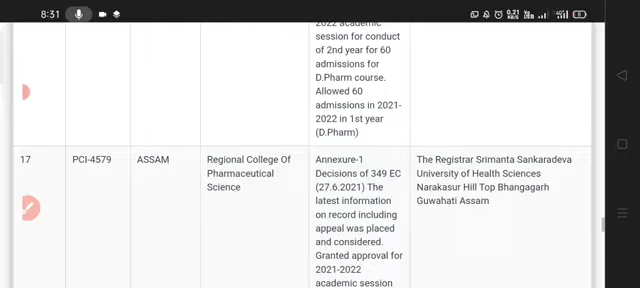 8:31
0.21
KB/S
2022 academic
session for conduct
of 2nd year for 60
admissions for
D.Pharm course.
Allowed 60
admissions in 2021-
2022 in 1st year
(D.Pharm)
17
PCI-4579
ASSAM
Regional College Of
Pharmaceutical
Science
Annexure-1
Decisions of 349 EC
(27.6.2021) The
latest information
on record including
appeal was placed
and considered.
Granted approval for
2021-2022
academic session
The Registrar Srimanta Sankaradeva
University of Health Sciences
Narakasur Hill Top Bhangagarh
Guwahati Assam